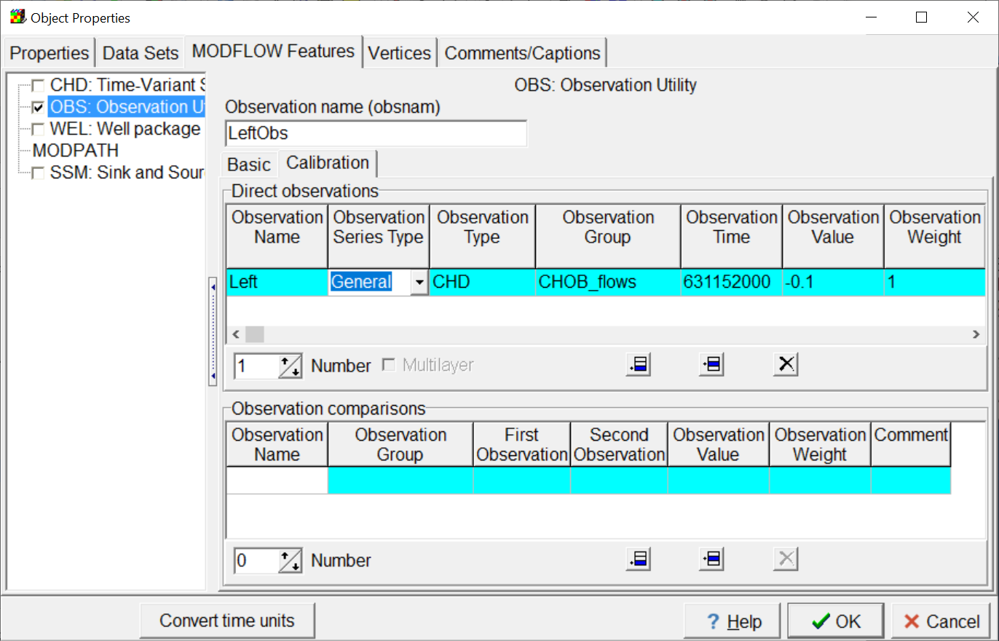 Object Properties
Properties Data Sets MODFLOW Features Vertices Comments/Captions
CHD: Time-Variant S
OBS: Observation Ut
WEL: Well package
MODPATH
SSM: Sink and Sour
OBS: Observation Utility
Observation name (obsnam)
LeftObs
Basic Calibration
Direct observations
Observation Name Observation Series Type Observation Type Observation Group Observation Time Observation Value Observation Weight
Left General CHD CHOB_flows 631152000 -0.1 1
1 Number Multilayer
Observation comparisons
Observation Name Observation Group First Observation Second Observation Observation Value Observation Weight Comment
0 Number
Convert time units ? Help OK Cancel